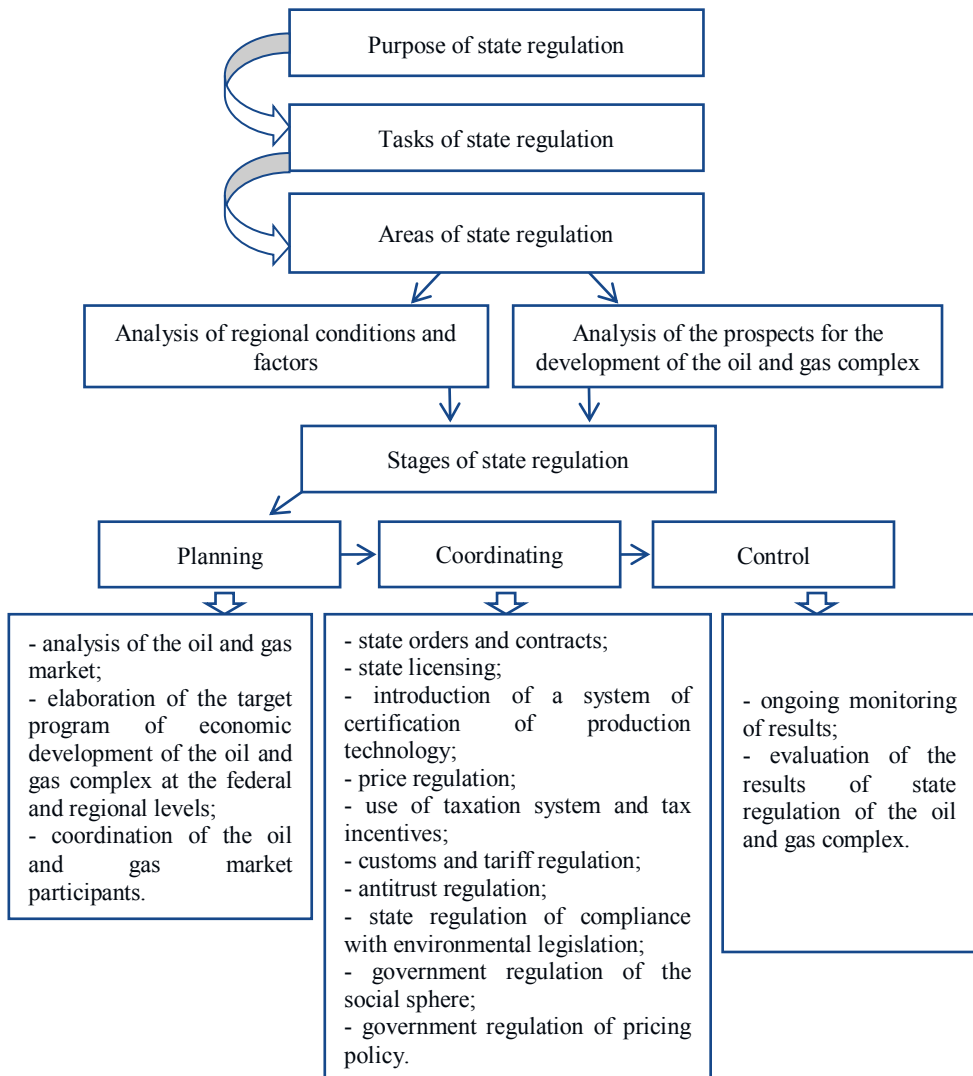 Purpose of state regulation
Tasks of state regulation
Areas of state regulation
Analysis of regional conditions and
factors
Analysis of the prospects for the
development of the oil and gas complex
Stages of state regulation
Planning
Coordinating
Control
- analysis of the oil and gas
market;
- elaboration of the target
program of economic
development of the oil and
gas complex at the federal
and regional levels;
- coordination of the oil
and gas market
participants.
- state orders and contracts;
- state licensing;
- introduction of a system of
certification of production
technology;
- price regulation;
- use of taxation system and tax
incentives;
- customs and tariff regulation;
- antitrust regulation;
- state regulation of compliance
with environmental legislation;
- government regulation of the
social sphere;
- government regulation of pricing
policy.
- ongoing monitoring
of results;
- evaluation of the
results of state
regulation of the oil
and gas complex.